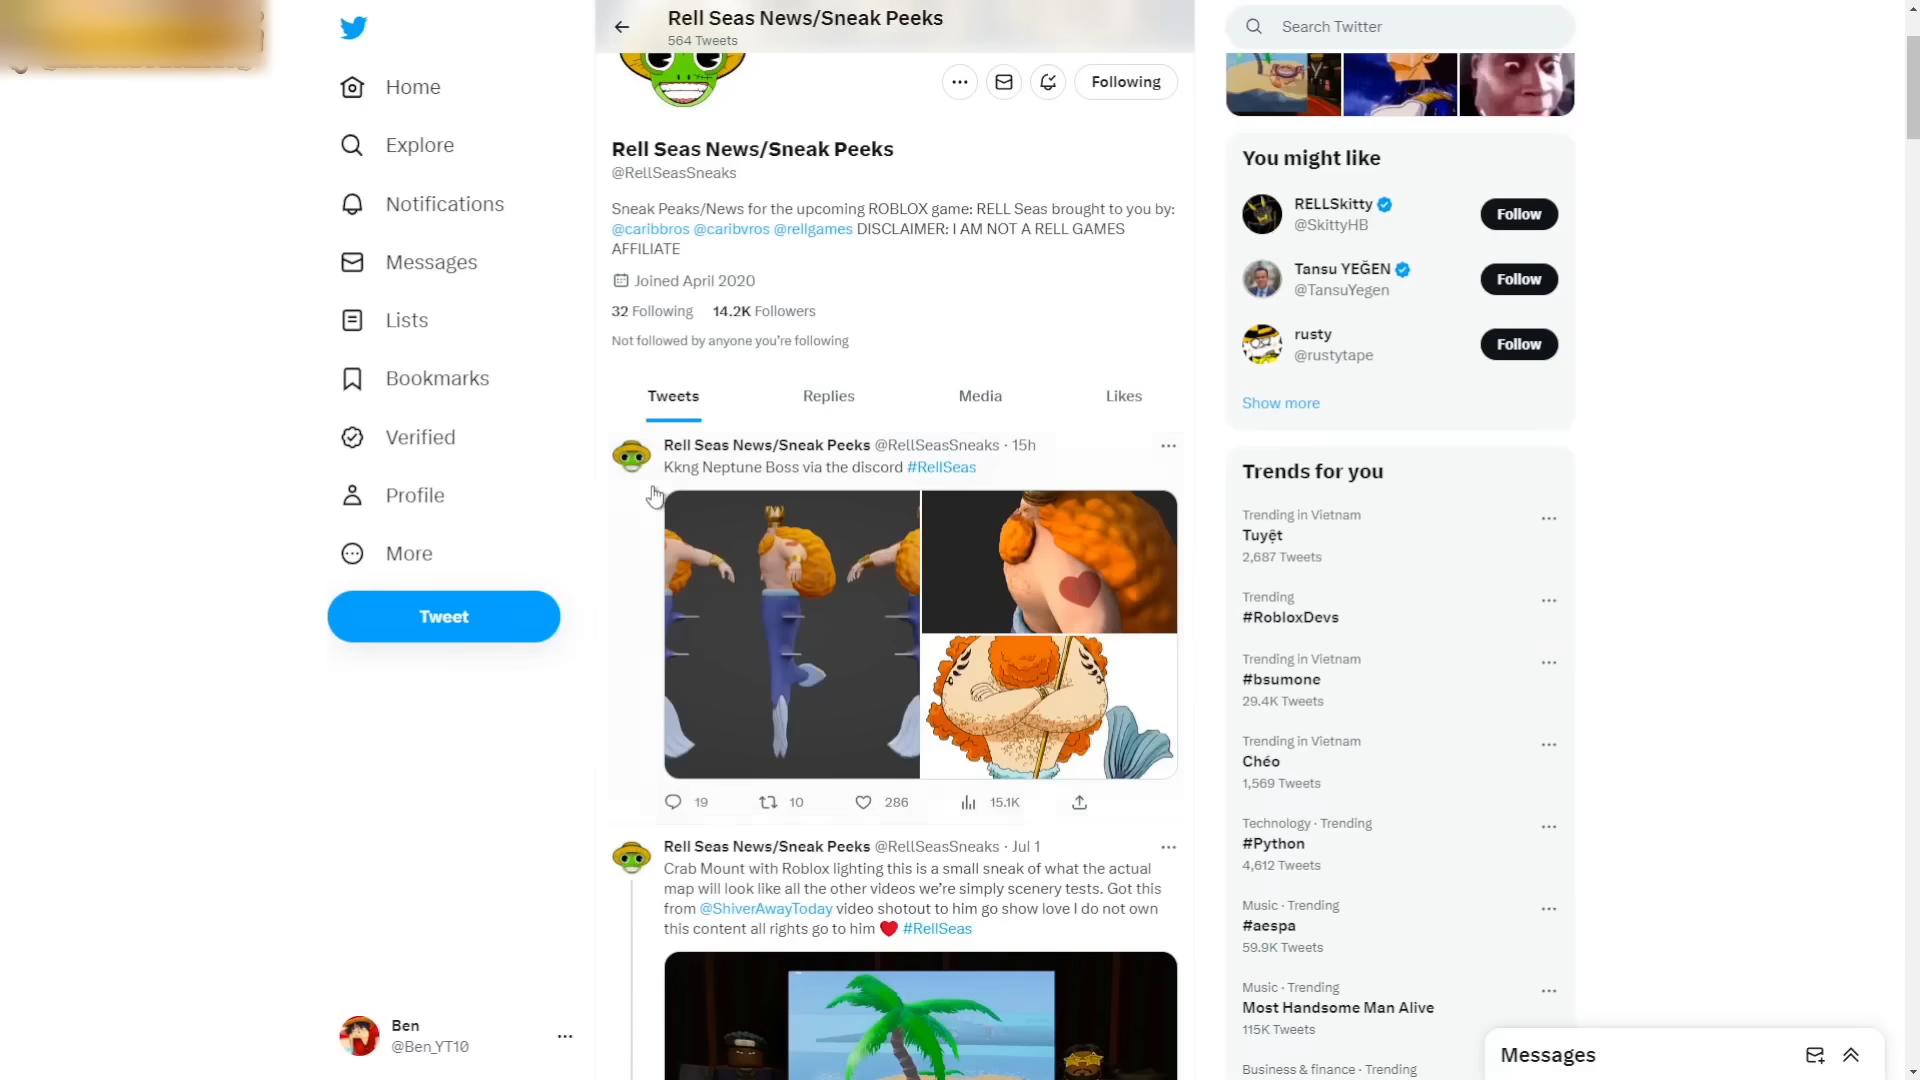 Home
Explore
Notifications
Messages
Lists
Bookmarks
Verified
Profile
More
Tweet
Ben
@Ben_YT10
Rell Seas News/Sneak Peeks
564 Tweets
Following
Rell Seas News/Sneak Peeks
@RellSeasSneaks
Sneak Peaks/News for the upcoming ROBLOX game: RELL Seas brought to you by:
@caribbros @caribvros @rellgames DISCLAIMER: I AM NOT A RELL GAMES
AFFILIATE
Joined April 2020
32 Following 14.2K Followers
Not followed by anyone you're following
Tweets Replies Media Likes
Rell Seas News/Sneak Peeks @RellSeasSneaks · 15h
Kkng Neptune Boss via the discord #RellSeas
19 10 286 15.1K
Rell Seas News/Sneak Peeks @RellSeasSneaks · Jul 1
Crab Mount with Roblox lighting this is a small sneak of what the actual
map will look like all the other videos we're simply scenery tests. Got this
from @ShiverAwayToday video shotout to him go show love I do not own
this content all rights go to him ❤️ #RellSeas
Search Twitter
You might like
RELLSkitty
@SkittyHB
Follow
Tansu YEĞEN
@TansuYegen
Follow
rusty
@rustytape
Follow
Show more
Trends for you
Trending in Vietnam
Tuyệt
2,687 Tweets
Trending
#RobloxDevs
Trending in Vietnam
#bsumone
29.4K Tweets
Trending in Vietnam
Chéo
1,569 Tweets
Technology · Trending
#Python
4,612 Tweets
Music · Trending
#aespa
59.9K Tweets
Music · Trending
Most Handsome Man Alive
115K Tweets
Business & finance · Trending
Messages